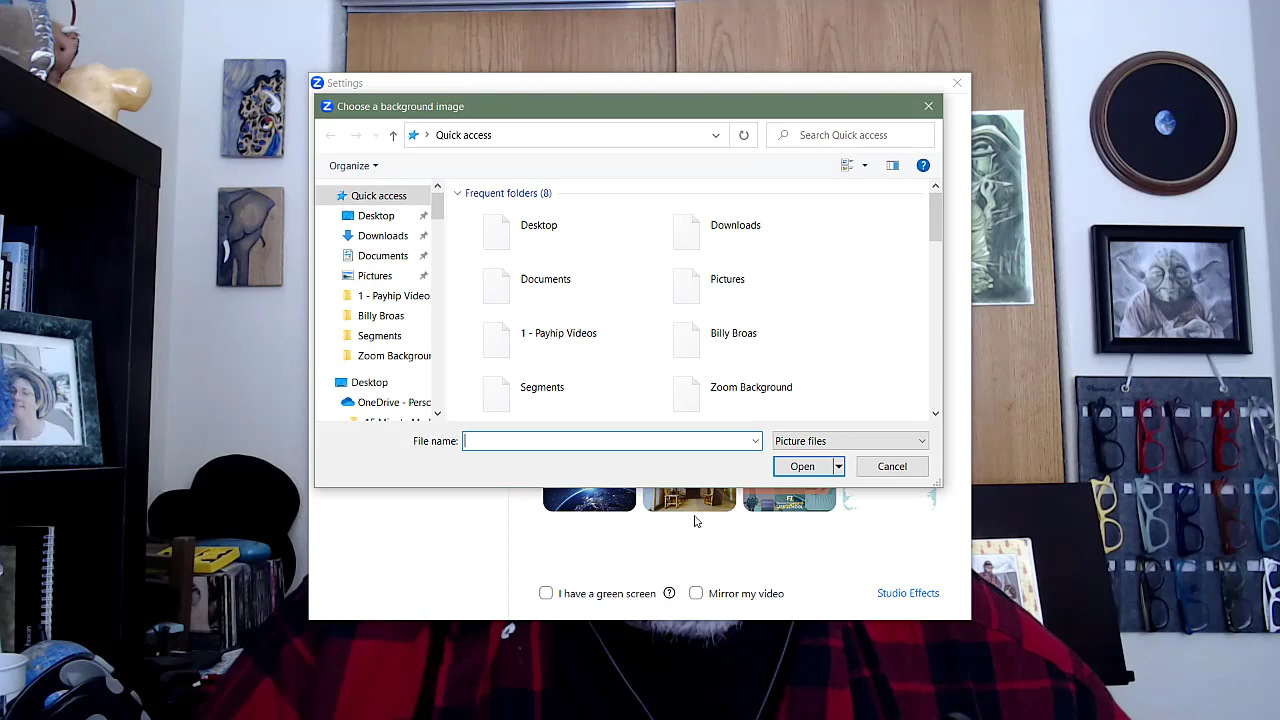 Settings
Choose a background image
Quick access
Search Quick access
Organize
Quick access
Desktop
Downloads
Documents
Pictures
1 - Payhip Video
Billy Broas
Segments
Zoom Backgrour
Desktop
OneDrive - Persc
Frequent folders (8)
Desktop
Downloads
Documents
Pictures
1 - Payhip Videos
Billy Broas
Segments
Zoom Background
File name:
Picture files
Open
Cancel
I have a green screen
Mirror my video
Studio Effects